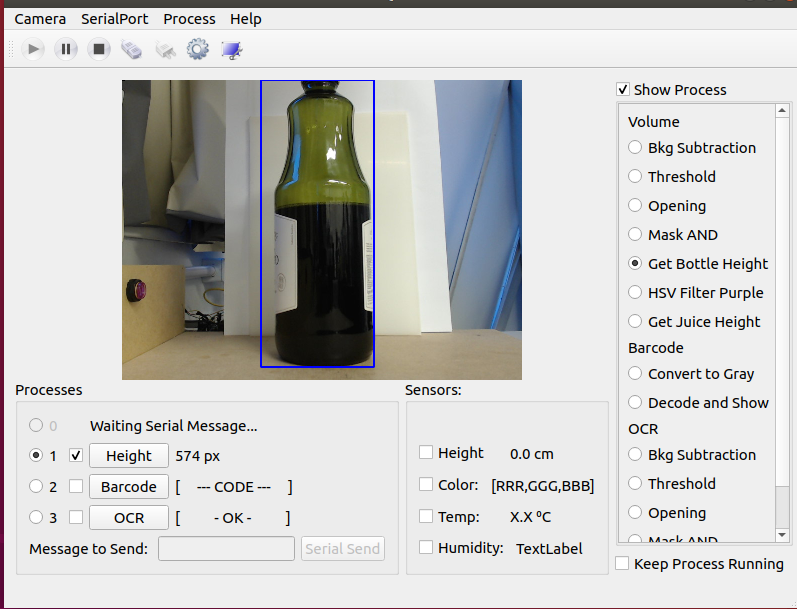 Camera SerialPort Process Help
Show Process
Volume
Bkg Subtraction
Threshold
Opening
Mask AND
Get Bottle Height
HSV Filter Purple
Get Juice Height
Barcode
Convert to Gray
Decode and Show
OCR
Bkg Subtraction
Threshold
Opening
Mask AND
Keep Process Running
Processes
0 Waiting Serial Message...
1 Height 574 px
2 Barcode [ --- CODE --- ]
3 OCR [ - OK - ]
Message to Send: Serial Send
Sensors:
Height 0.0 cm
Color: [RRR,GGG,BBB]
Temp: X.X ºC
Humidity: TextLabel